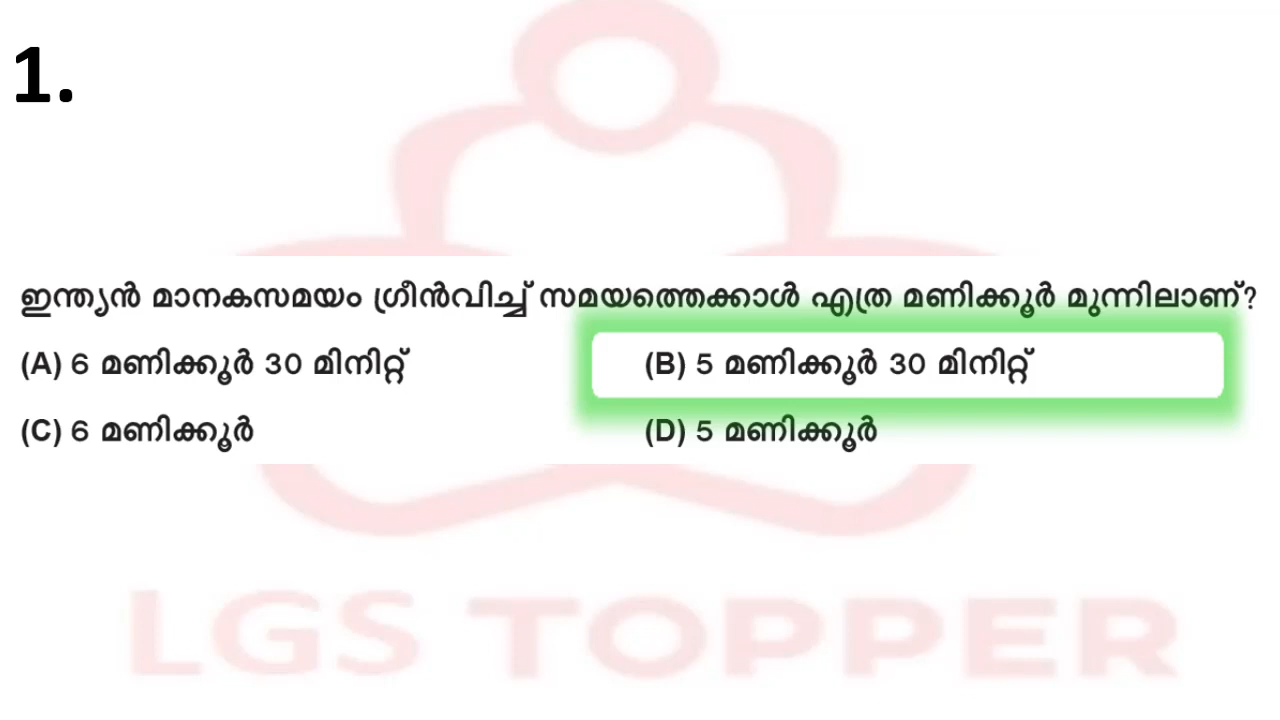 1.
ഇന്ത്യൻ മാനകസമയം ഗ്രീൻവിച്ച് സമയത്തെക്കാൾ എത്ര മണിക്കൂർ മുന്നിലാണ്?
(A) 6 മണിക്കൂർ 30 മിനിറ്റ് (B) 5 മണിക്കൂർ 30 മിനിറ്റ്
(C) 6 മണിക്കൂർ (D) 5 മണിക്കൂർ
LGS TOPPER